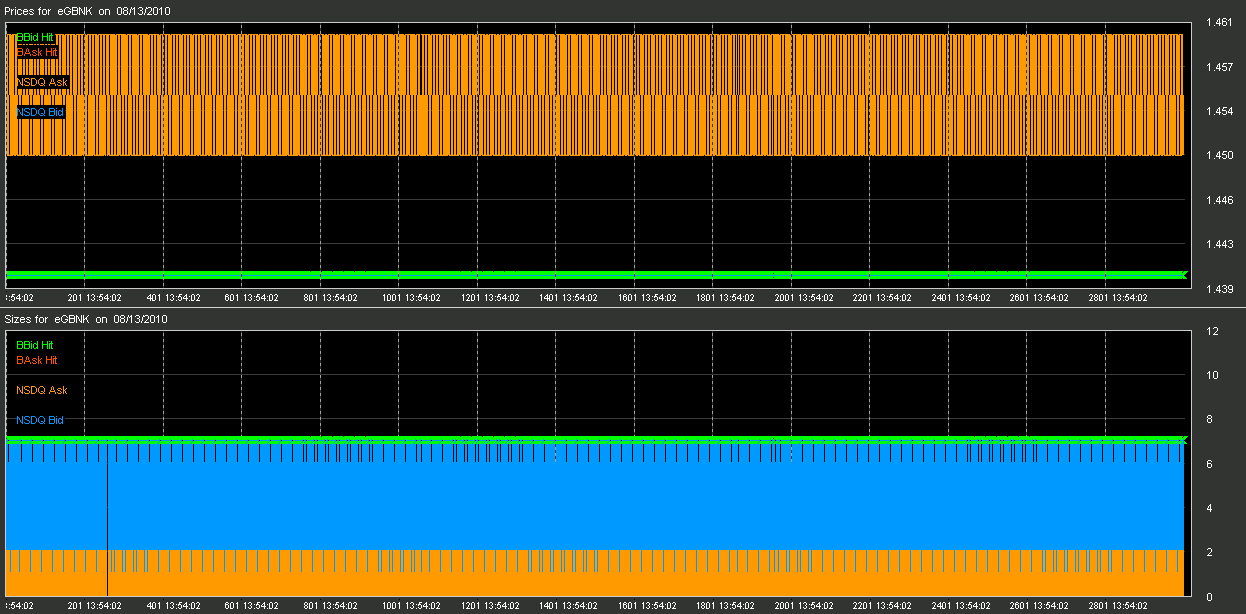 Prices for eGBNK on 08/13/2010
1.461
BBid Hit
BAsk Hit
1.457
NSDQ Ask
NSDQ Bid
1.454
1.450
1.446
1.443
1.439
:54:02 201 13:54:02 401 13:54:02 601 13:54:02 801 13:54:02 1001 13:54:02 1201 13:54:02 1401 13:54:02 1601 13:54:02 1801 13:54:02 2001 13:54:02 2201 13:54:02 2401 13:54:02 2601 13:54:02 2801 13:54:02
Sizes for eGBNK on 08/13/2010
12
BBid Hit
BAsk Hit
10
NSDQ Ask
NSDQ Bid
8
6
4
2
0
:54:02 201 13:54:02 401 13:54:02 601 13:54:02 801 13:54:02 1001 13:54:02 1201 13:54:02 1401 13:54:02 1601 13:54:02 1801 13:54:02 2001 13:54:02 2201 13:54:02 2401 13:54:02 2601 13:54:02 2801 13:54:02